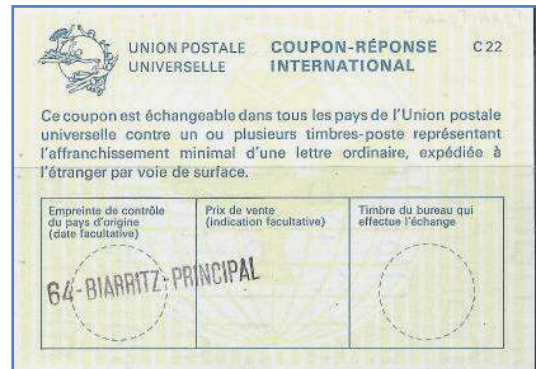 UNION POSTALE
UNIVERSELLE
COUPON-RÉPONSE
INTERNATIONAL
C 22
Ce coupon est échangeable dans tous les pays de l'Union postale
universelle contre un ou plusieurs timbres-poste représentant
l'affranchissement minimal d'une lettre ordinaire, expédiée à
l'étranger par voie de surface.
Empreinte de contrôle
du pays d'origine
(date facultative)
Prix de vente
(indication facultative)
Timbre du bureau qui
effectue l'échange
64-BIARRITZ-PRINCIPAL